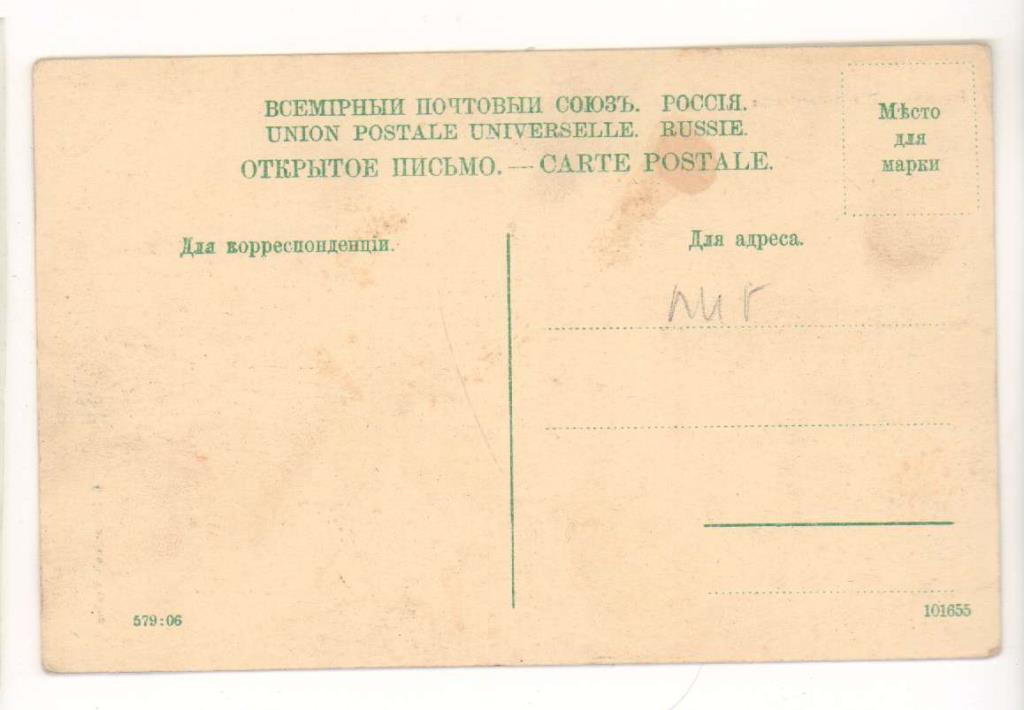 ВСЕМІРНЫЙ ПОЧТОВЫЙ СОЮЗЪ. РОССІЯ.
UNION POSTALE UNIVERSELLE. RUSSIE.
ОТКРЫТОЕ ПИСЬМО. — CARTE POSTALE.
Мѣсто
для
марки
Для корреспонденціи.
Для адреса.
579:06
101655